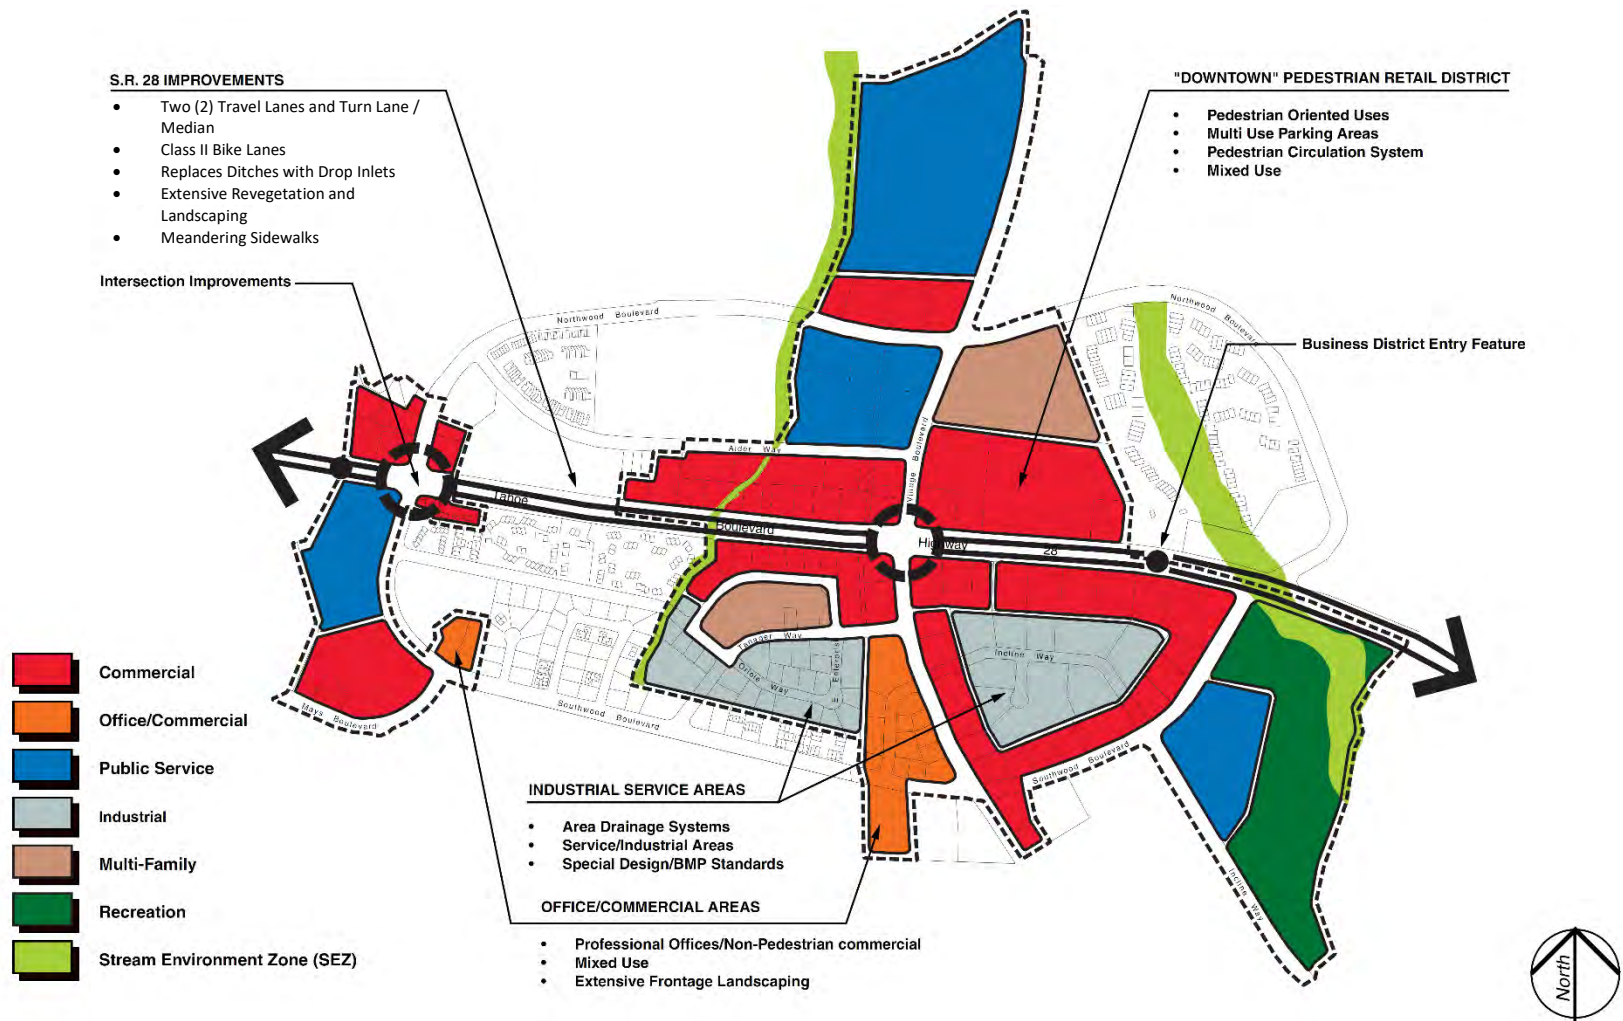 S.R. 28 IMPROVEMENTS
• Two (2) Travel Lanes and Turn Lane /
Median
• Class II Bike Lanes
• Replaces Ditches with Drop Inlets
• Extensive Revegetation and
Landscaping
• Meandering Sidewalks
Intersection Improvements
"DOWNTOWN" PEDESTRIAN RETAIL DISTRICT
• Pedestrian Oriented Uses
• Multi Use Parking Areas
• Pedestrian Circulation System
• Mixed Use
Business District Entry Feature
Northwood Boulevard
Northwood Boulevard
Alder Way
Village Boulevard
Tahoe
Boulevard
Highway
28
Tanager Way
Oriole Way
Enterprise
Incline Way
Southwood Boulevard
Southwood Boulevard
Mays Boulevard
Incline Way
Commercial
Office/Commercial
Public Service
Industrial
Multi-Family
Recreation
Stream Environment Zone (SEZ)
INDUSTRIAL SERVICE AREAS
• Area Drainage Systems
• Service/Industrial Areas
• Special Design/BMP Standards
OFFICE/COMMERCIAL AREAS
• Professional Offices/Non-Pedestrian commercial
• Mixed Use
• Extensive Frontage Landscaping
North